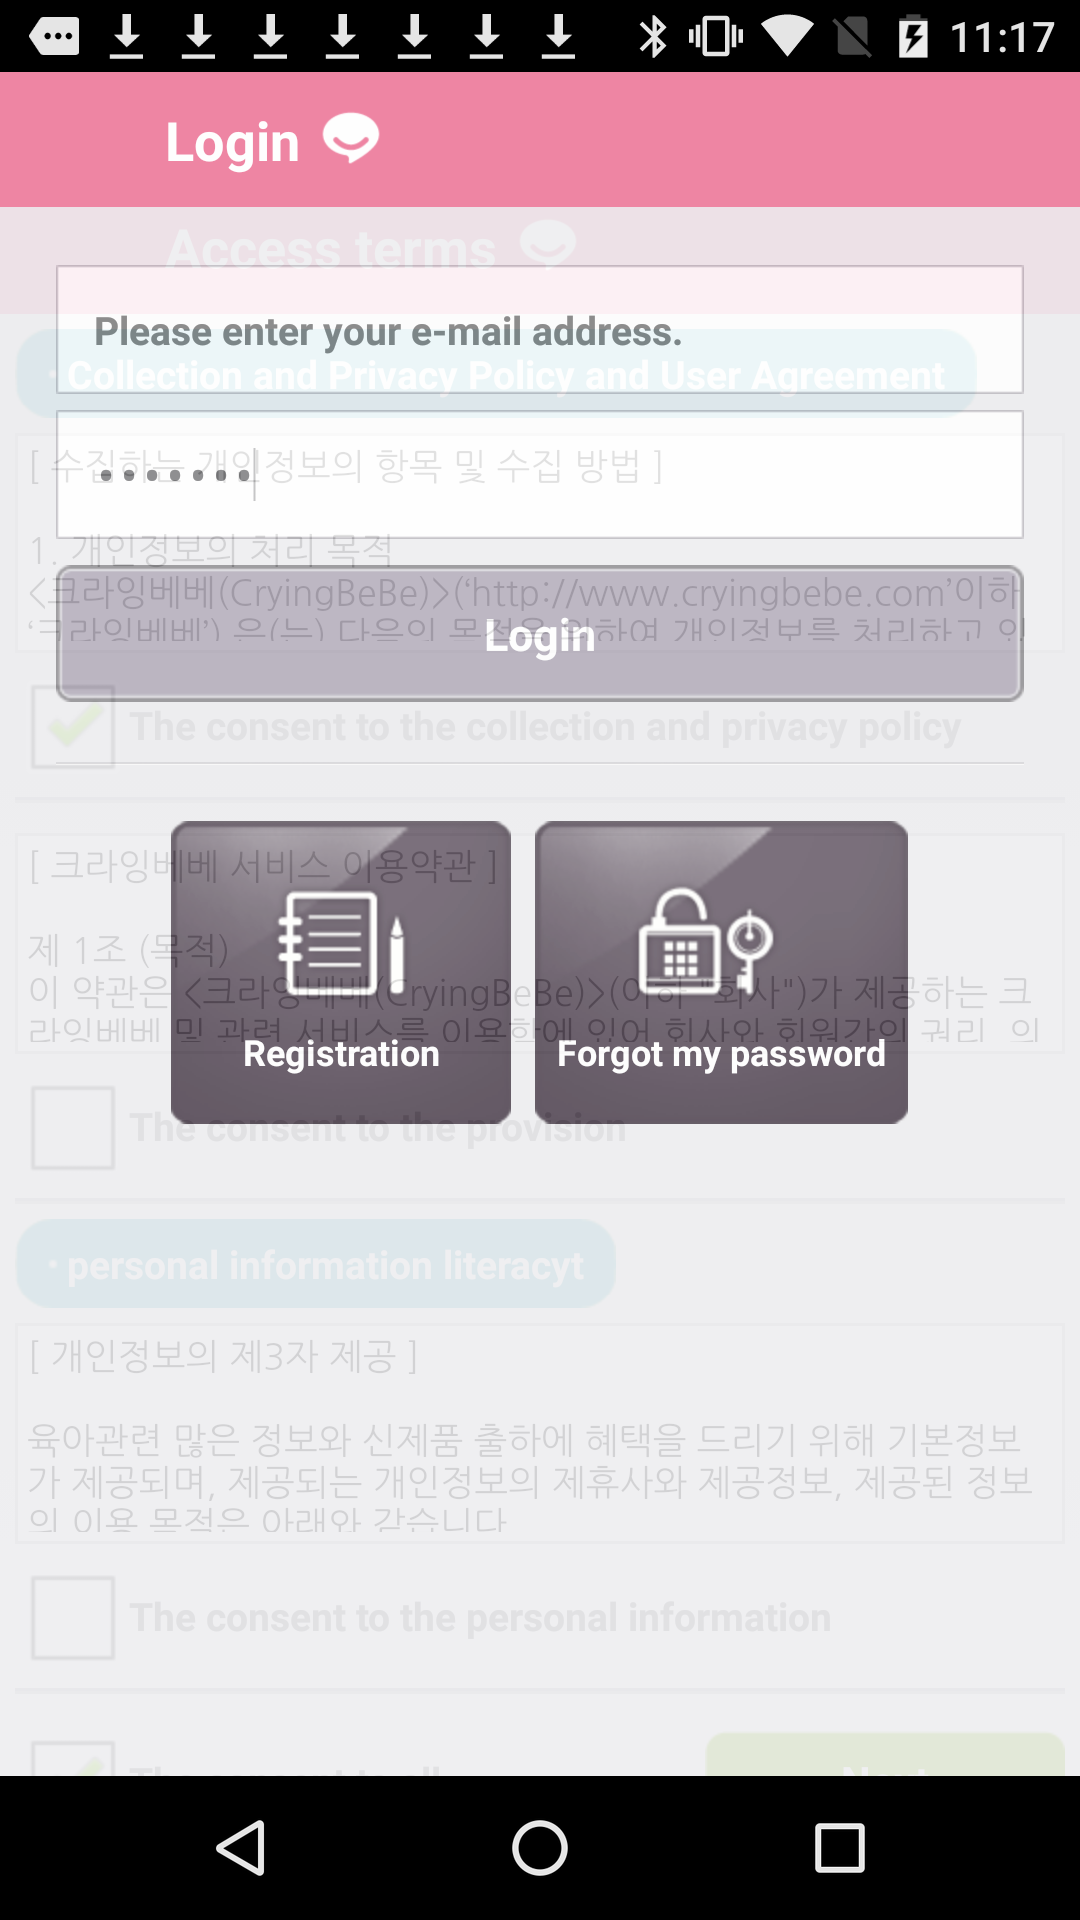 11:17
Login
Access terms
Please enter your e-mail address.
· Collection and Privacy Policy and User Agreement
[ 수집하는 개인정보의 항목 및 수집 방법 ]
•••••••
1. 개인정보의 처리 목적
<크라잉베베(CryingBeBe)>(‘http://www.cryingbebe.com’이하
‘크라잉베베’) 은(는) 다음의 목적을 위하여 개인정보를 처리하고 있
Login
The consent to the collection and privacy policy
[ 크라잉베베 서비스 이용약관 ]
제 1조 (목적)
이 약관은 <크라잉베베(CryingBeBe)>(이하 "회사")가 제공하는 크
라잉베베 및 관련 서비스를 이용함에 있어 회사와 회원간의 권리, 의
Registration
Forgot my password
The consent to the provision
· personal information literacyt
[ 개인정보의 제3자 제공 ]
육아관련 많은 정보와 신제품 출하에 혜택을 드리기 위해 기본정보
가 제공되며, 제공되는 개인정보의 제휴사와 제공정보, 제공된 정보
의 이용 목적은 아래와 같습니다
The consent to the personal information
The consent to all
Next